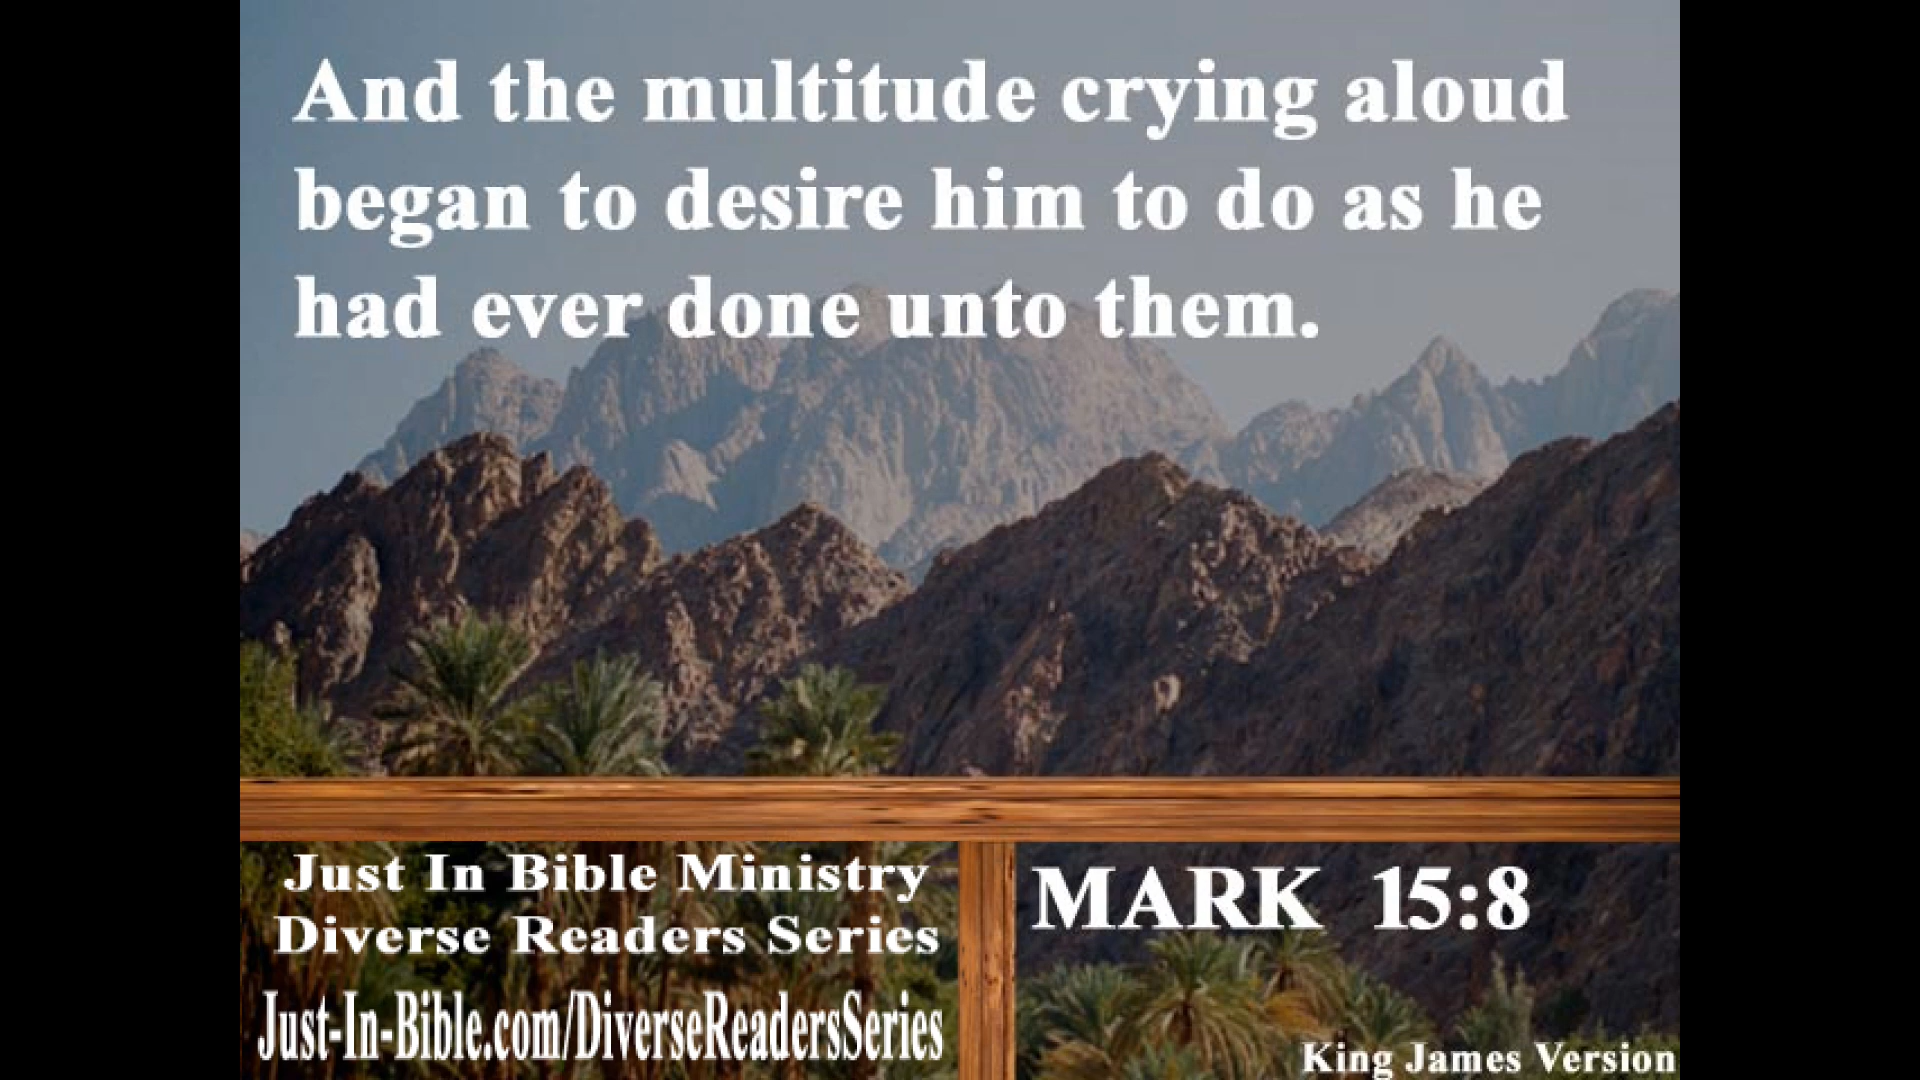 And the multitude crying aloud
began to desire him to do as he
had ever done unto them.
Just In Bible Ministry
Diverse Readers Series
Just-In-Bible.com/DiverseReadersSeries
MARK 15:8
King James Version